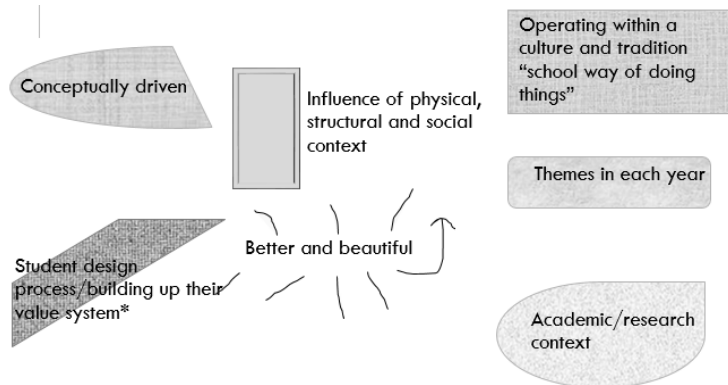 Conceptually driven
Influence of physical,
structural and social
context
Operating within a
culture and tradition
“school way of doing
things”
Themes in each year
Better and beautiful
Student design
process/building up their
value system*
Academic/research
context